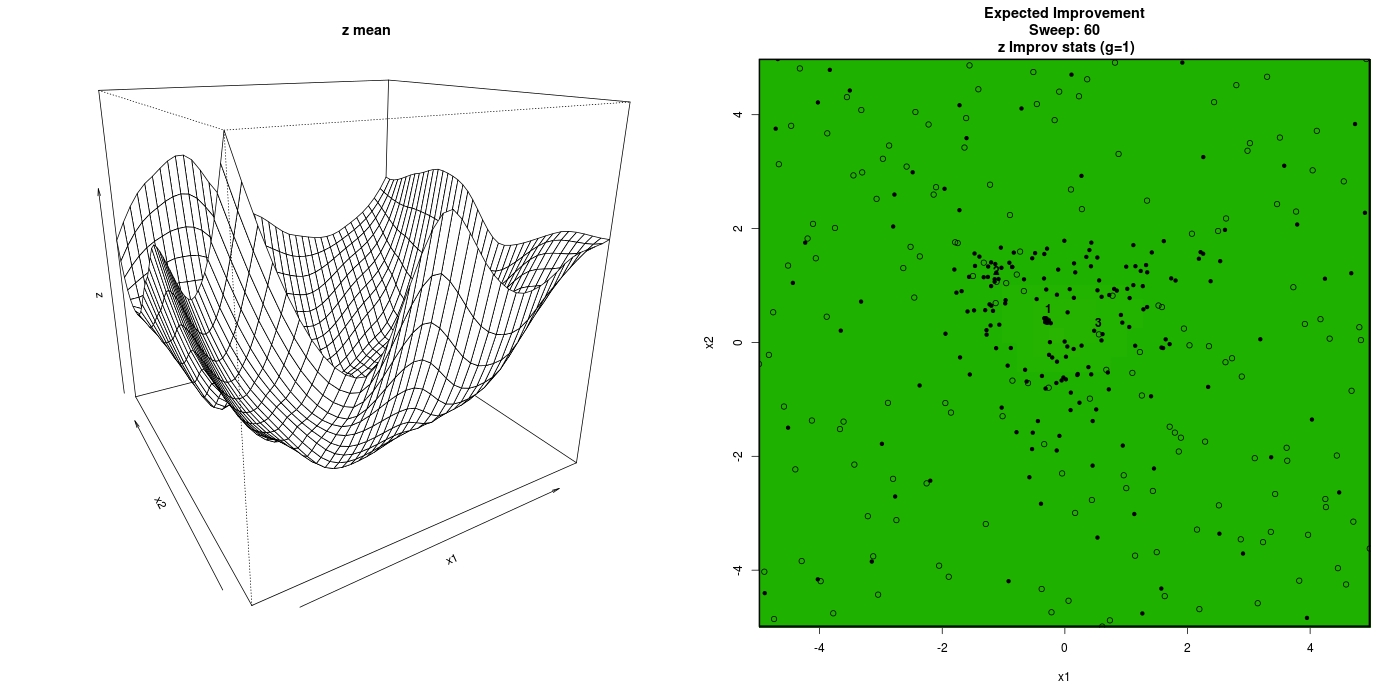 z mean
z
x2
x1
Expected Improvement
Sweep: 60
z Improv stats (g=1)
4
2
0
-2
-4
x2
1
3
-4
-2
0
2
4
x1